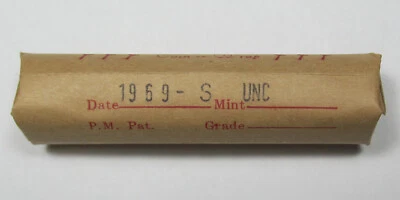 1969-S UNC
Date Mint
P.M. Pat. Grade